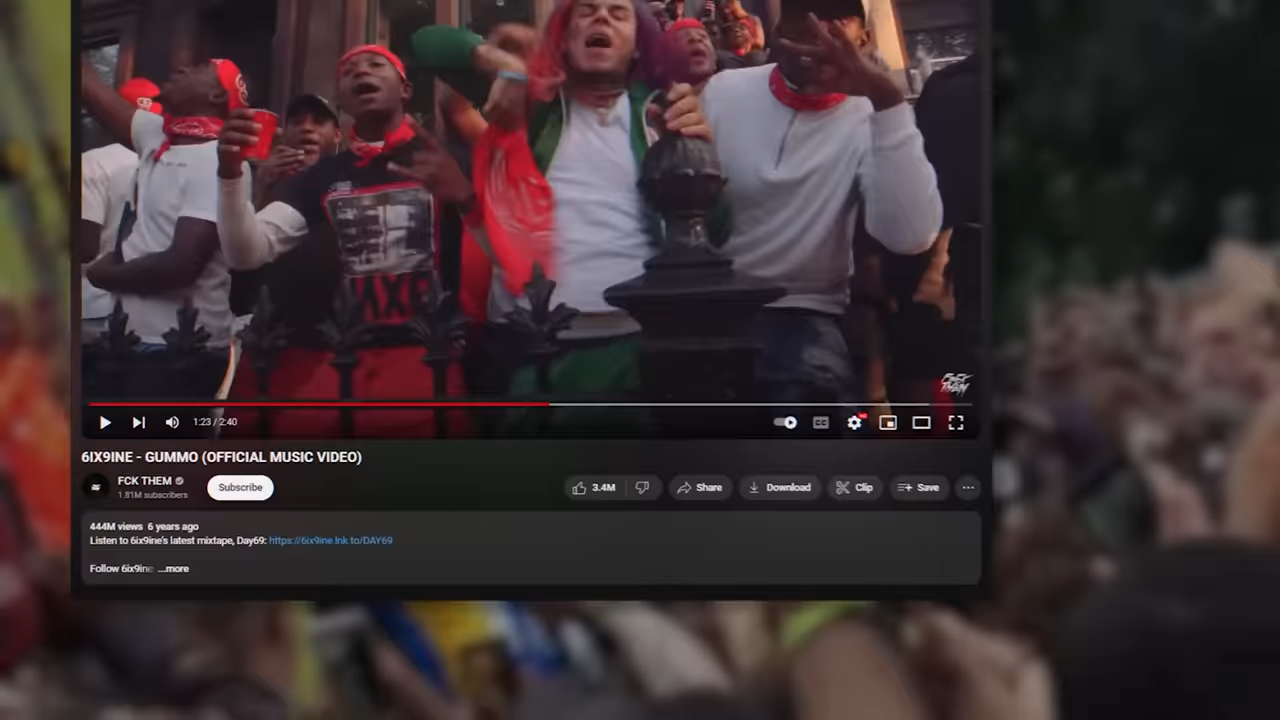 1:23 / 2:40
CC
6IX9INE - GUMMO (OFFICIAL MUSIC VIDEO)
FCK THEM
1.81M subscribers
Subscribe
3.4M
Share
Download
Clip
Save
444M views 6 years ago
Listen to 6ix9ine's latest mixtape, Day69: https://6ix9ine.lnk.to/DAY69
Follow 6ix9ine ...more